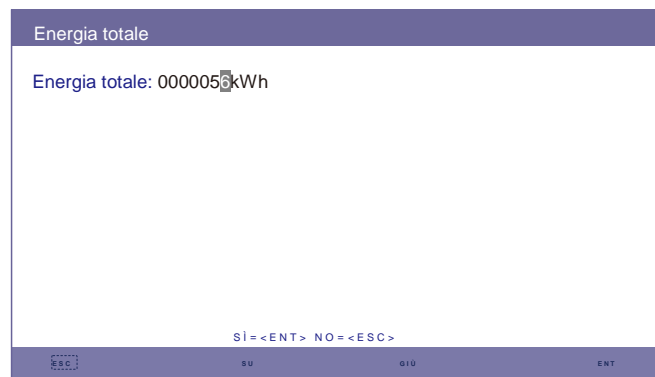 Energia totale
Energia totale: 0000056kWh
SÌ=<ENT> NO=<ESC>
ESC SU GIÙ ENT